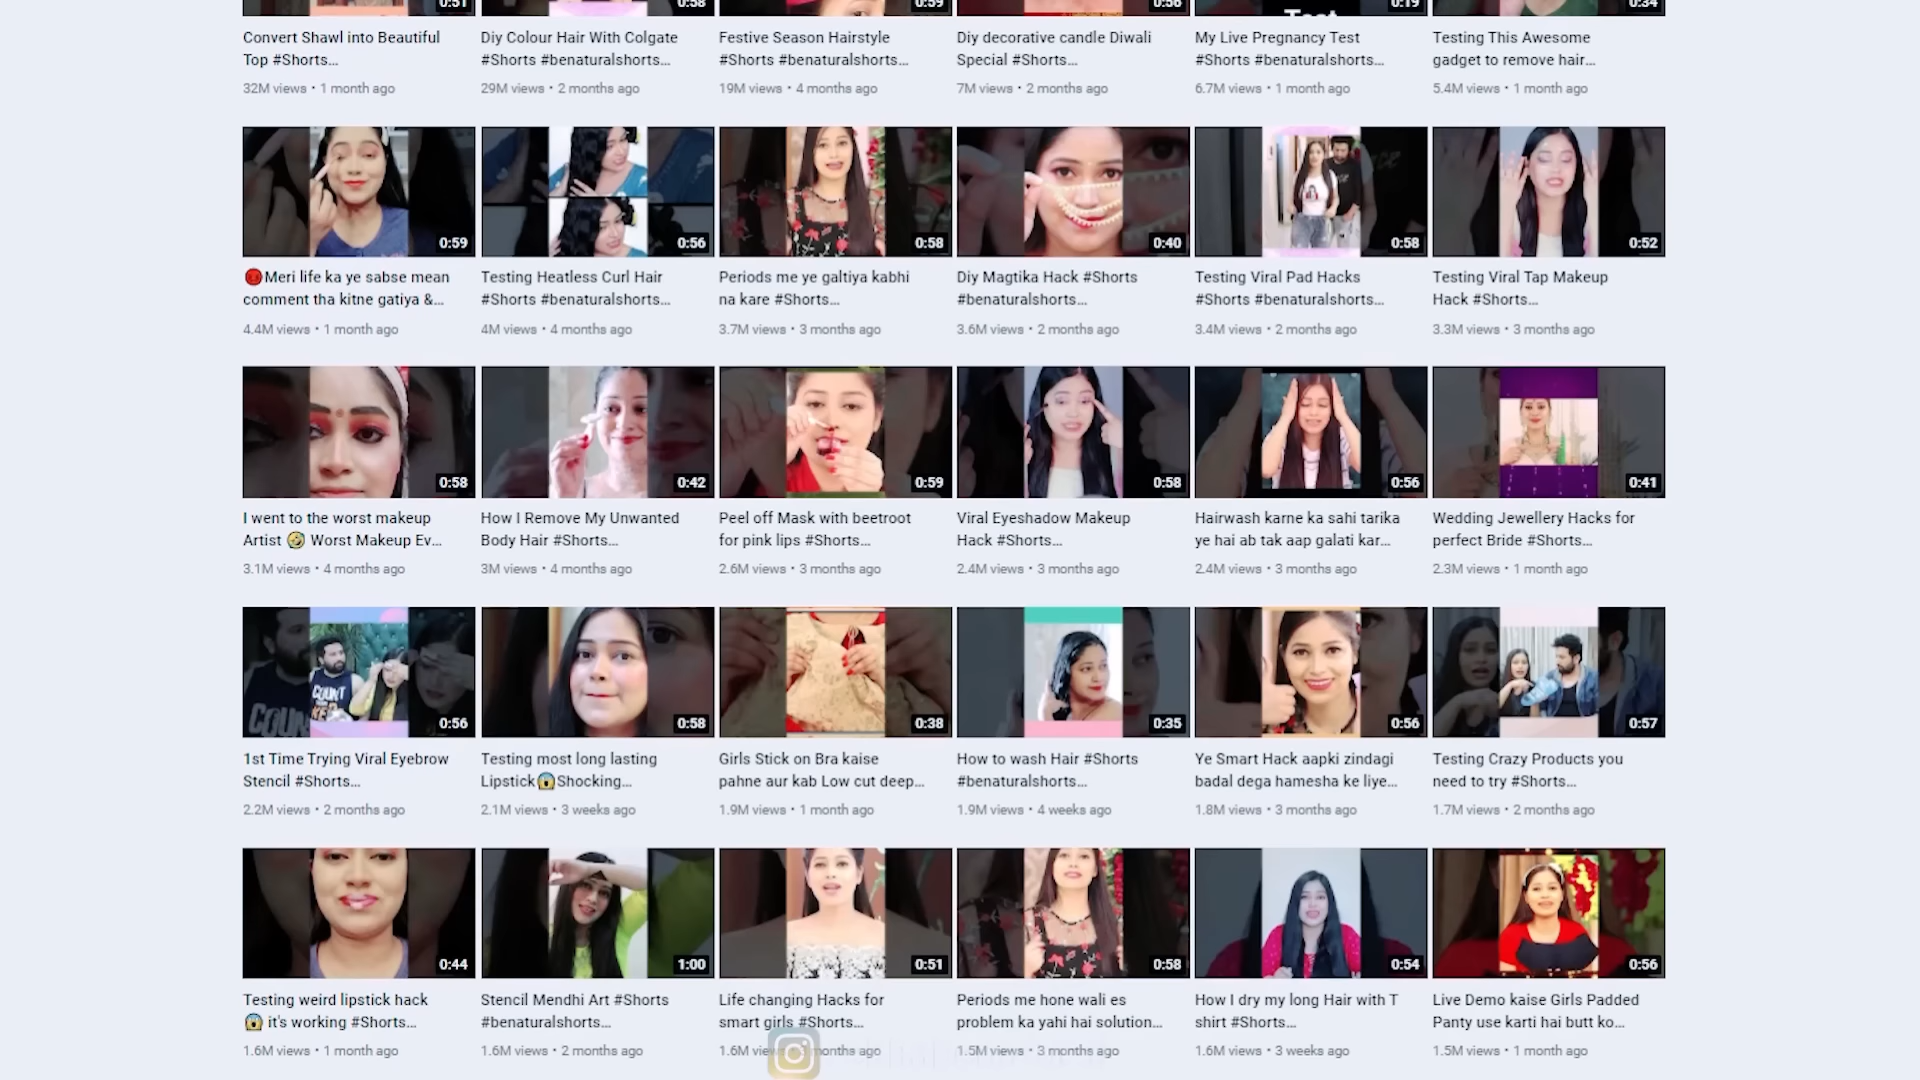 0:51
0:58
0:59
0:56
Test
0:19
0:34
Convert Shawl into Beautiful
Top #Shorts...
32M views • 1 month ago
Diy Colour Hair With Colgate
#Shorts #benaturalshorts...
29M views • 2 months ago
Festive Season Hairstyle
#Shorts #benaturalshorts...
19M views • 4 months ago
Diy decorative candle Diwali
Special #Shorts...
7M views • 2 months ago
My Live Pregnancy Test
#Shorts #benaturalshorts...
6.7M views • 1 month ago
Testing This Awesome
gadget to remove hair...
5.4M views • 1 month ago
0:59
0:56
0:58
0:40
0:58
0:52
😡Meri life ka ye sabse mean
comment tha kitne gatiya &...
4.4M views • 1 month ago
Testing Heatless Curl Hair
#Shorts #benaturalshorts...
4M views • 4 months ago
Periods me ye galtiya kabhi
na kare #Shorts...
3.7M views • 3 months ago
Diy Magtika Hack #Shorts
#benaturalshorts...
3.6M views • 2 months ago
Testing Viral Pad Hacks
#Shorts #benaturalshorts...
3.4M views • 2 months ago
Testing Viral Tap Makeup
Hack #Shorts...
3.3M views • 3 months ago
0:58
0:42
0:59
0:58
0:56
0:41
I went to the worst makeup
Artist 🤣 Worst Makeup Ev...
3.1M views • 4 months ago
How I Remove My Unwanted
Body Hair #Shorts...
3M views • 4 months ago
Peel off Mask with beetroot
for pink lips #Shorts...
2.6M views • 3 months ago
Viral Eyeshadow Makeup
Hack #Shorts...
2.4M views • 3 months ago
Hairwash karne ka sahi tarika
ye hai ab tak aap galati kar...
2.4M views • 3 months ago
Wedding Jewellery Hacks for
perfect Bride #Shorts...
2.3M views • 1 month ago
COUNT
0:56
0:58
0:38
0:35
0:56
0:57
1st Time Trying Viral Eyebrow
Stencil #Shorts...
2.2M views • 2 months ago
Testing most long lasting
Lipstick😱Shocking...
2.1M views • 3 weeks ago
Girls Stick on Bra kaise
pahne aur kab Low cut deep...
1.9M views • 1 month ago
How to wash Hair #Shorts
#benaturalshorts...
1.9M views • 4 weeks ago
Ye Smart Hack aapki zindagi
badal dega hamesha ke liye...
1.8M views • 3 months ago
Testing Crazy Products you
need to try #Shorts...
1.7M views • 2 months ago
0:44
1:00
0:51
0:58
0:54
0:56
Testing weird lipstick hack
😱 it's working #Shorts...
1.6M views • 1 month ago
Stencil Mendhi Art #Shorts
#benaturalshorts...
1.6M views • 2 months ago
Life changing Hacks for
smart girls #Shorts...
1.6M views months ago
Periods me hone wali es
problem ka yahi hai solution...
1.5M views • 3 months ago
How I dry my long Hair with T
shirt #Shorts...
1.6M views • 3 weeks ago
Live Demo kaise Girls Padded
Panty use karti hai butt ko...
1.5M views • 1 month ago